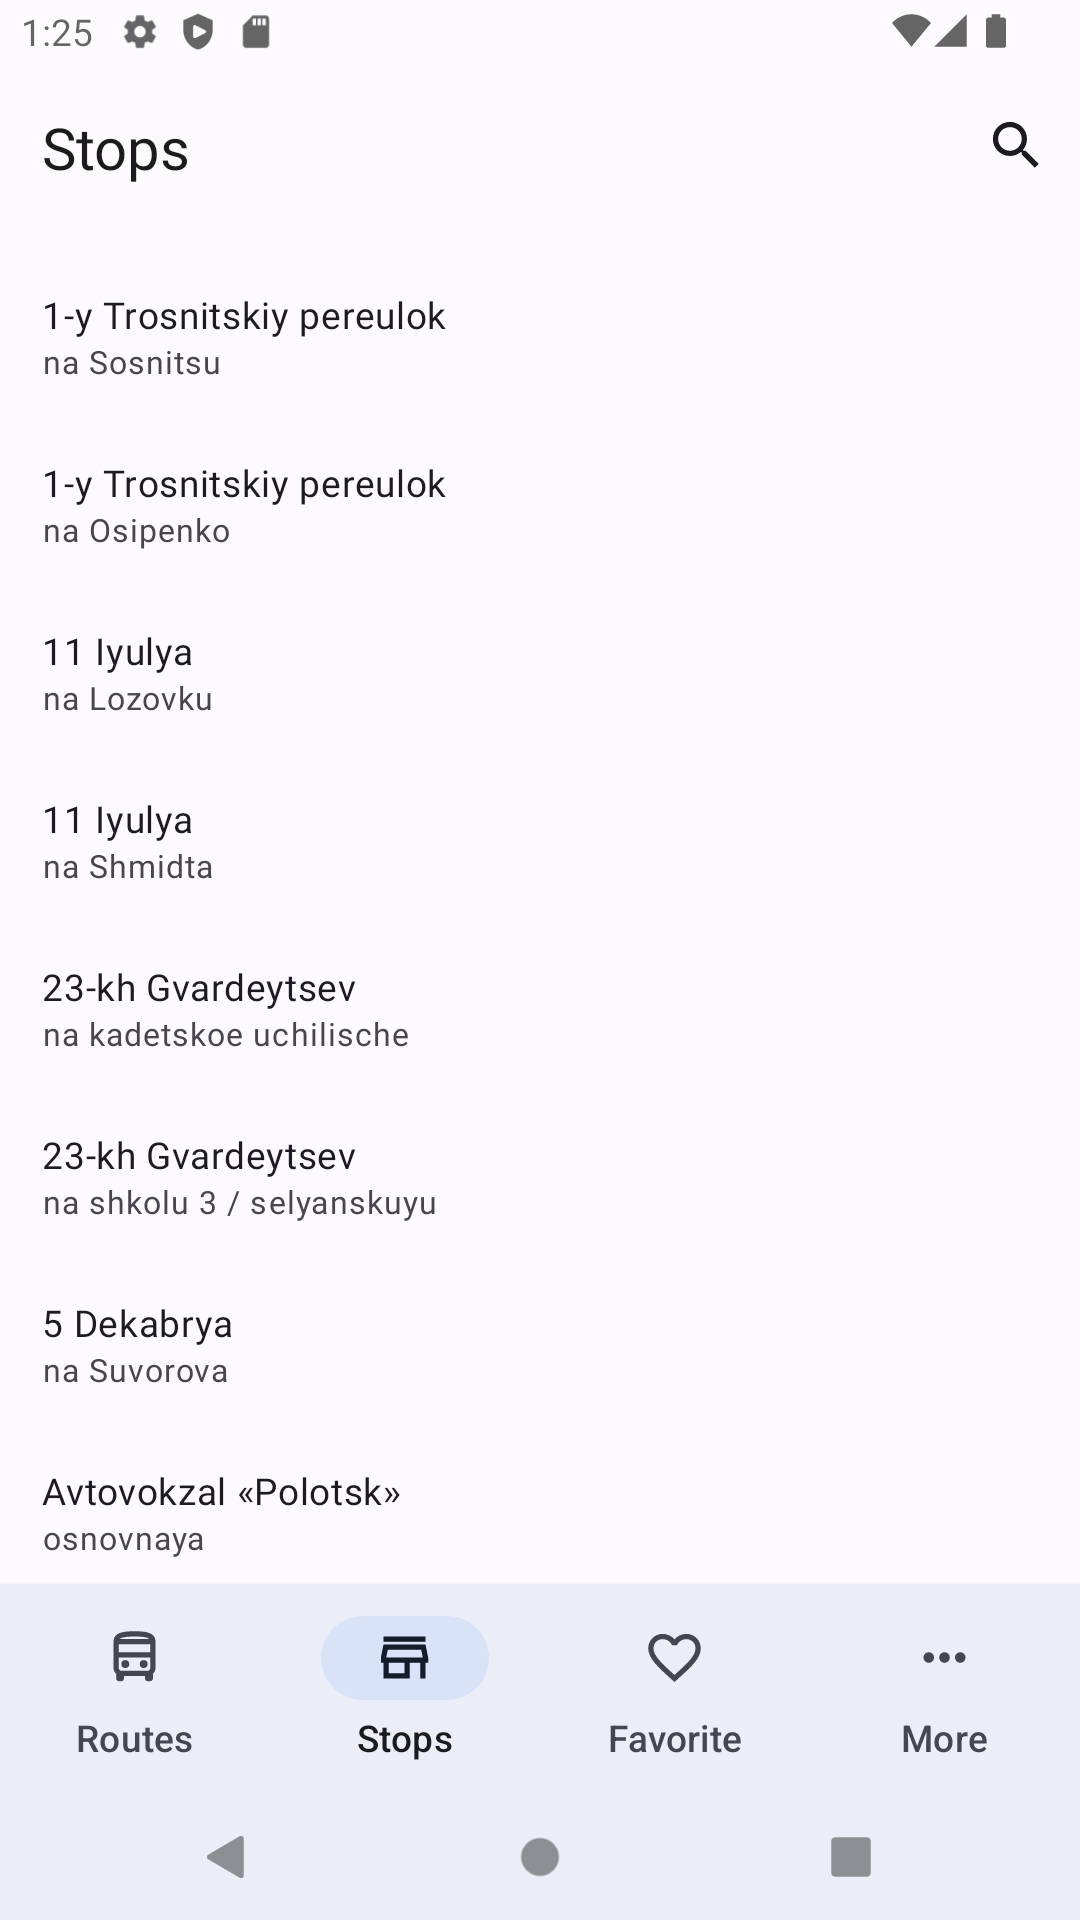 1:25
Stops
1-y Trosnitskiy pereulok
na Sosnitsu
1-y Trosnitskiy pereulok
na Osipenko
11 Iyulya
na Lozovku
11 Iyulya
na Shmidta
23-kh Gvardeytsev
na kadetskoe uchilische
23-kh Gvardeytsev
na shkolu 3 / selyanskuyu
5 Dekabrya
na Suvorova
Avtovokzal «Polotsk»
osnovnaya
Routes
Stops
Favorite
More